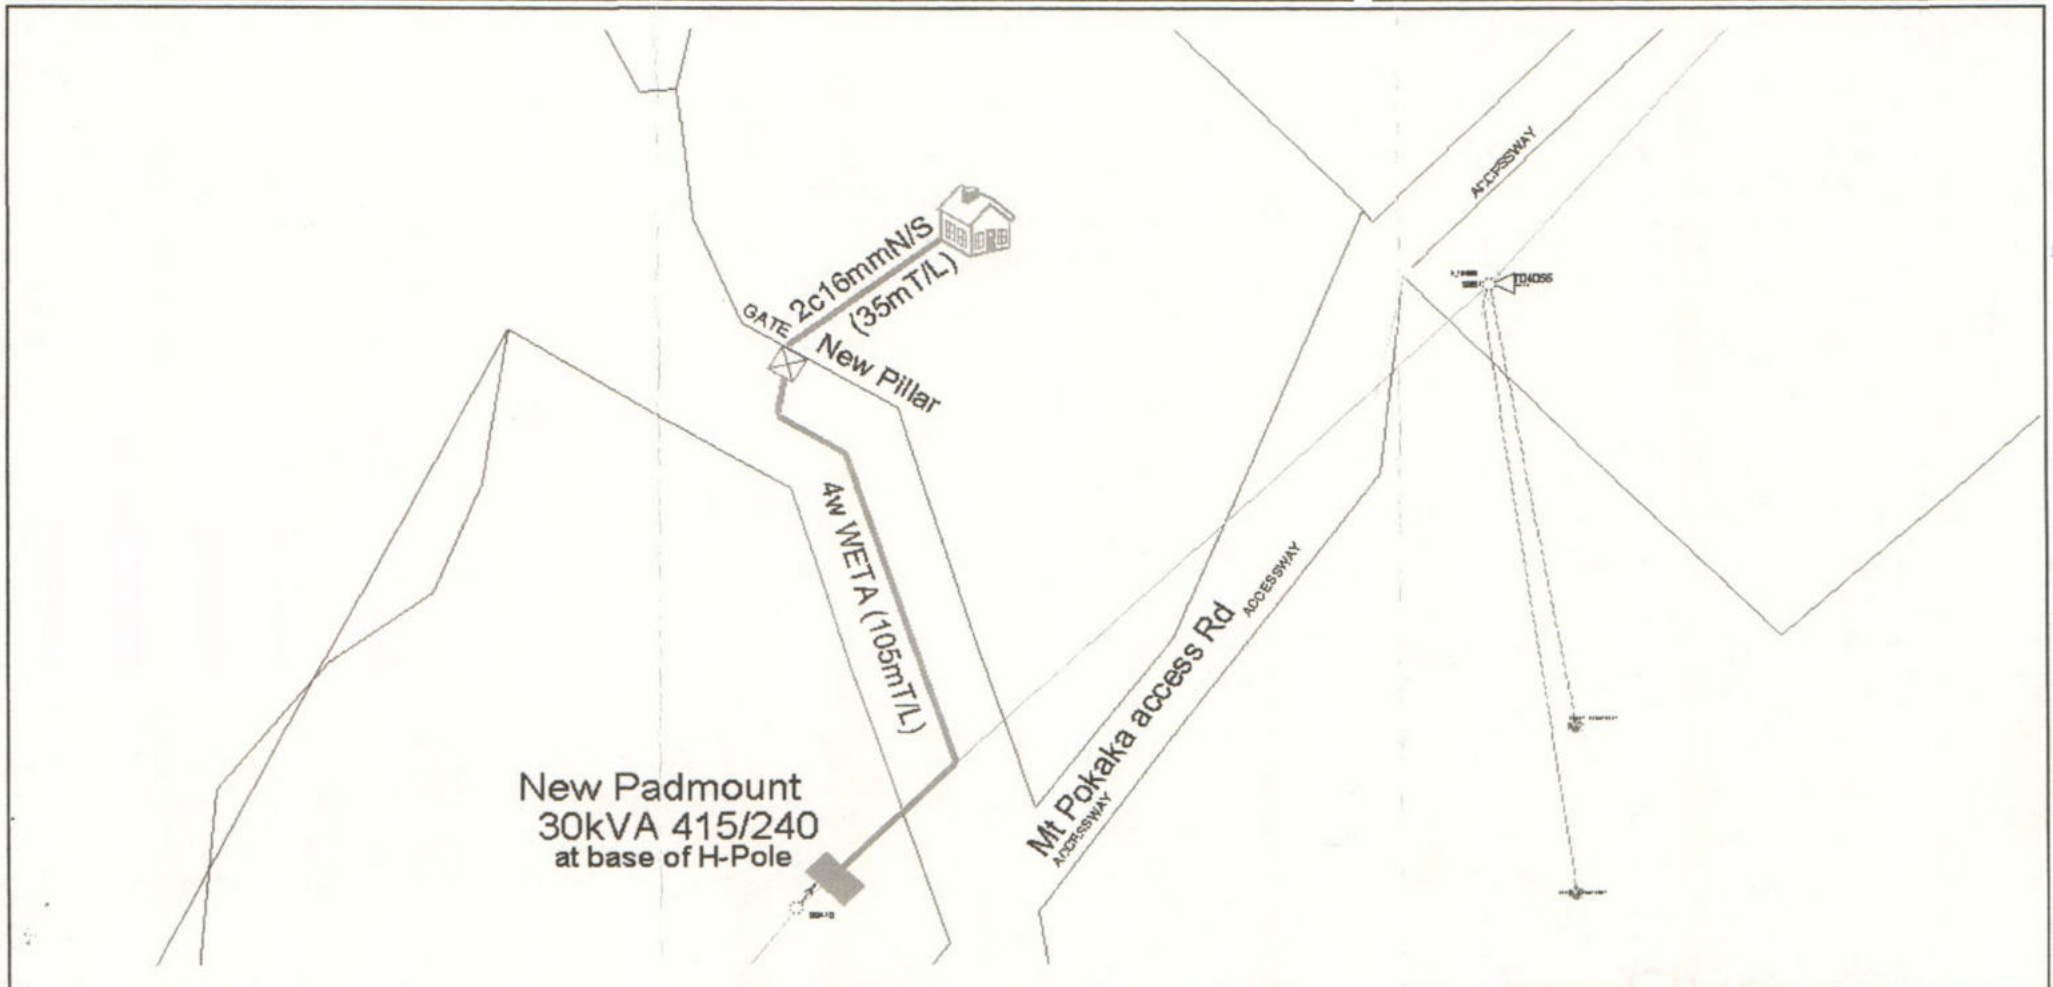 ACCESSWAY
2c16mmN/S
(35mT/L)
GATE
New Pillar
TD4056
4w WETA (105mT/L)
ACCESSWAY
Mt Pokaka access Rd
ACCESSWAY
New Padmount
30kVA 415/240
at base of H-Pole